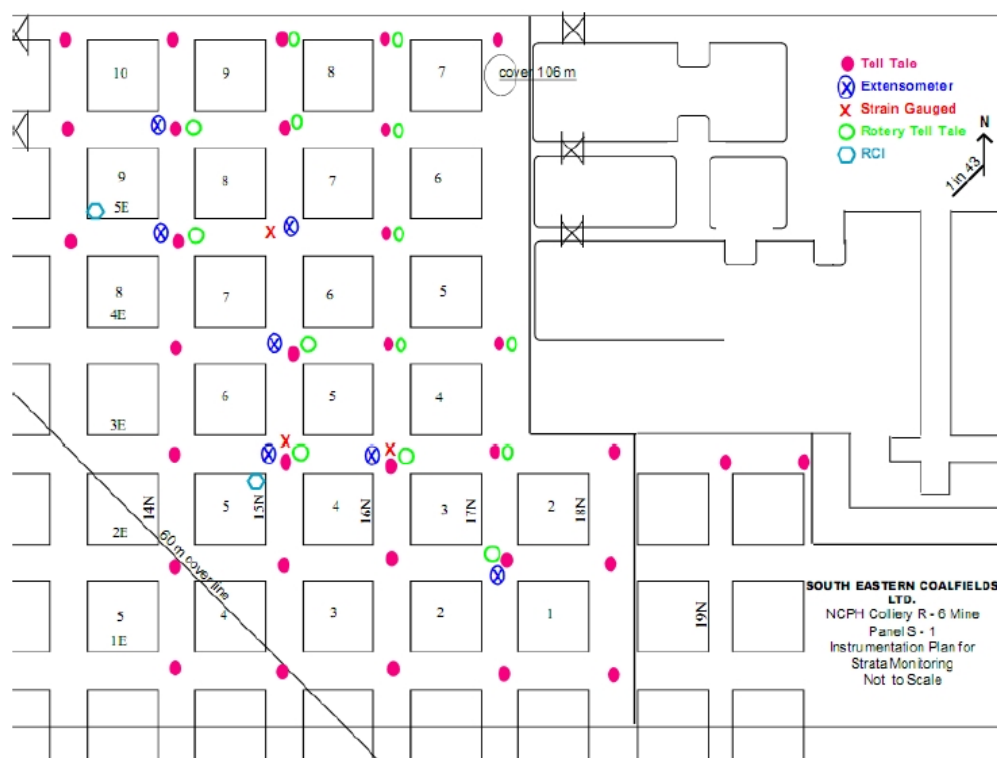 10 9 8 7
cover 106 m
Tell Tale
Extensometer
Strain Gauged
Rotery Tell Tale
RCI
N
1 in 43
9 8 7 6
5E
8 7 6 5
4E
6 5 4
3E
14N 15N 16N 17N 18N
5 4 3 2
2E
60 m cover line
5 4 3 2 1
1E
19N
SOUTH EASTERN COALFIELDS
LTD.
NCPH Colliery R - 6 Mine
Panel S - 1
Instrumentation Plan for
Strata Monitoring
Not to Scale